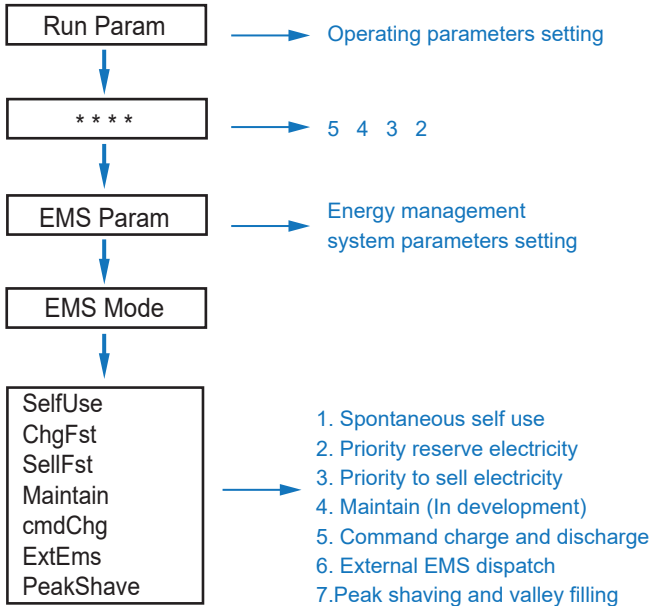 Run Param
Operating parameters setting
* * * *
5 4 3 2
EMS Param
Energy management
system parameters setting
EMS Mode
SelfUse
ChgFst
SellFst
Maintain
cmdChg
ExtEms
PeakShave
1. Spontaneous self use
2. Priority reserve electricity
3. Priority to sell electricity
4. Maintain (In development)
5. Command charge and discharge
6. External EMS dispatch
7.Peak shaving and valley filling